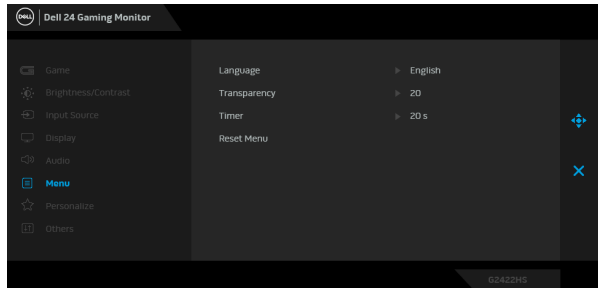 DELL Dell 24 Gaming Monitor
Game
Brightness/Contrast
Input Source
Display
Audio
Menu
Personalize
Others
Language English
Transparency 20
Timer 20 s
Reset Menu
G2422HS